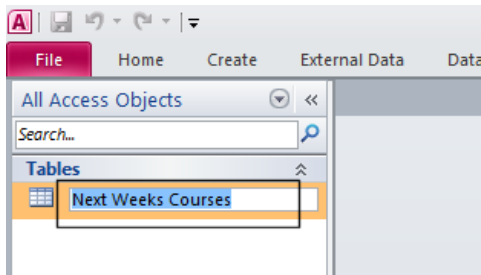 A
File Home Create External Data Data
All Access Objects
Search...
Tables
Next Weeks Courses